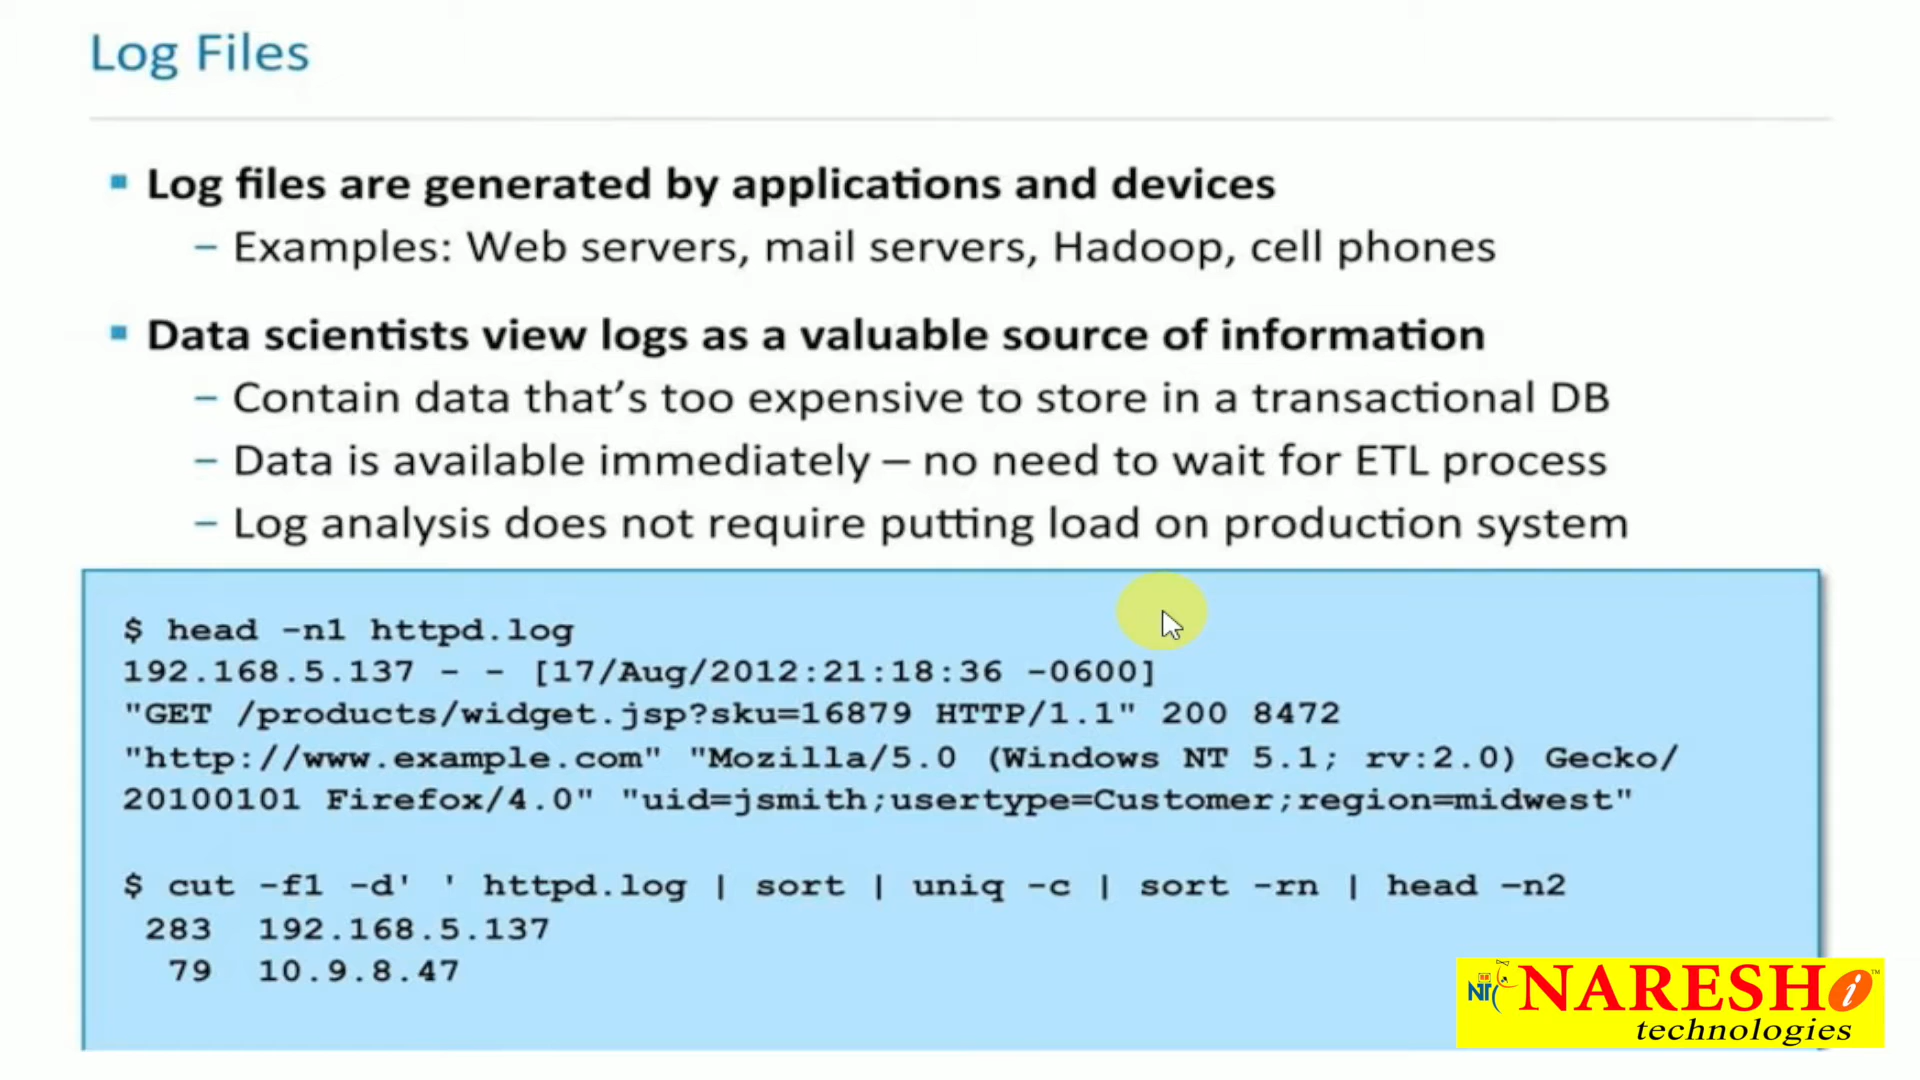 Log Files
▪ Log files are generated by applications and devices
– Examples: Web servers, mail servers, Hadoop, cell phones
▪ Data scientists view logs as a valuable source of information
– Contain data that’s too expensive to store in a transactional DB
– Data is available immediately – no need to wait for ETL process
– Log analysis does not require putting load on production system
$ head -n1 httpd.log
192.168.5.137 - - [17/Aug/2012:21:18:36 -0600]
"GET /products/widget.jsp?sku=16879 HTTP/1.1" 200 8472
"http://www.example.com" "Mozilla/5.0 (Windows NT 5.1; rv:2.0) Gecko/
20100101 Firefox/4.0" "uid=jsmith;usertype=Customer;region=midwest"
$ cut -f1 -d' ' httpd.log | sort | uniq -c | sort -rn | head –n2
283 192.168.5.137
79 10.9.8.47
NT NARESH i ™
technologies